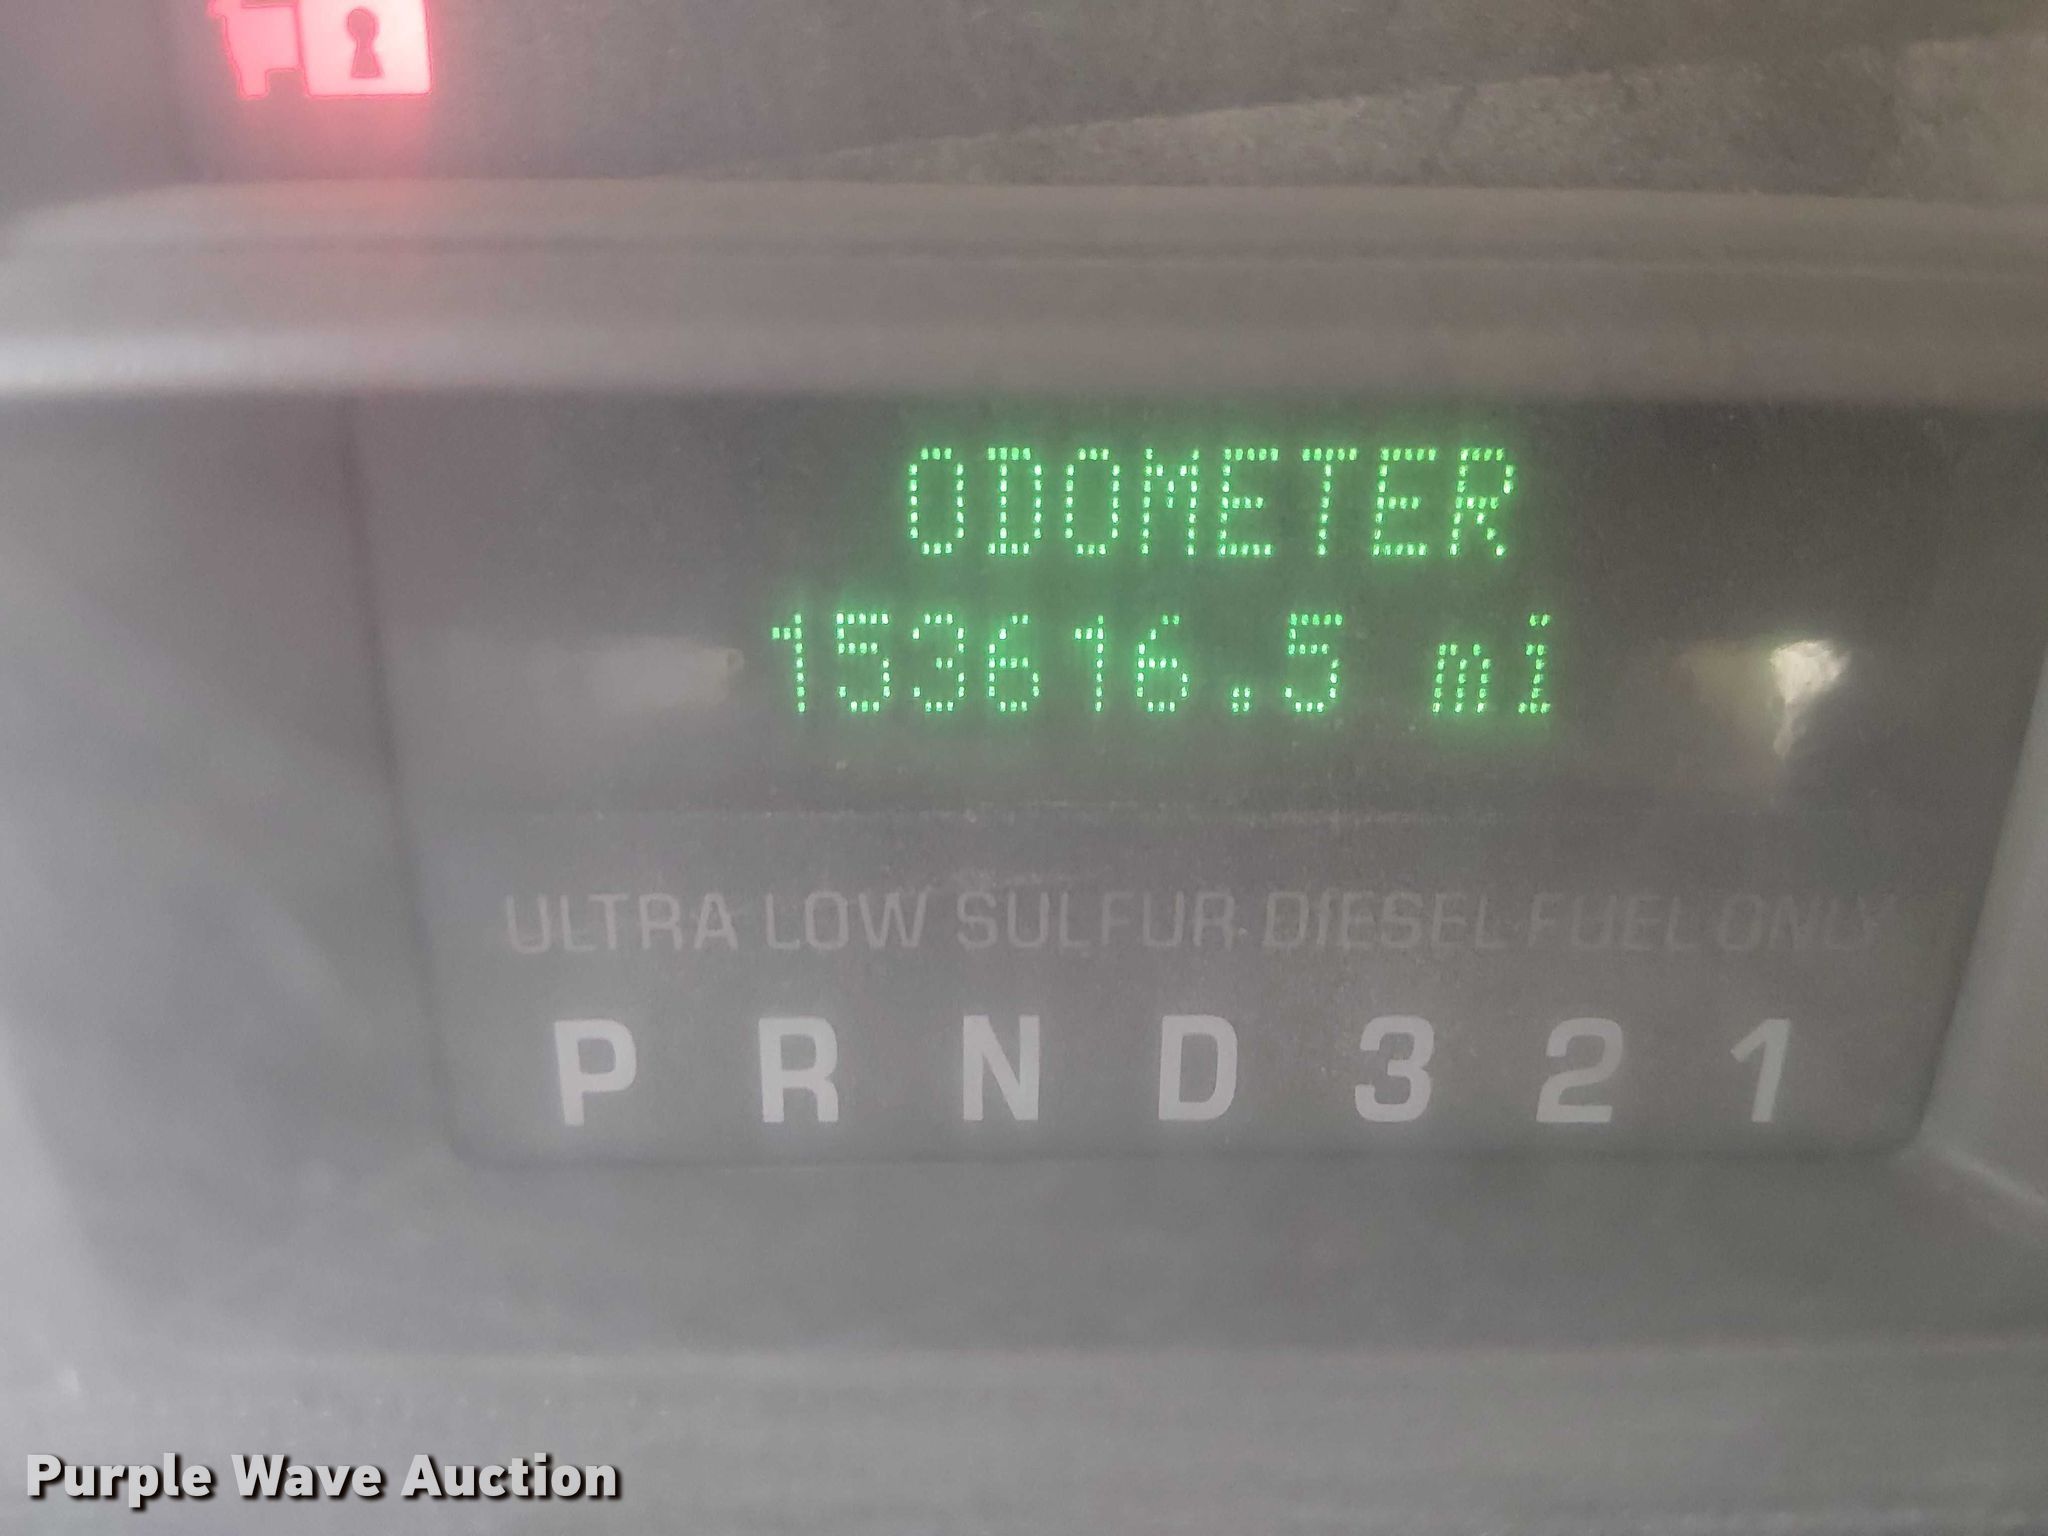 ODOMETER
153616.5 mi
ULTRA LOW SULFUR DIESEL FUEL ONLY
P R N D 3 2 1
Purple Wave Auction